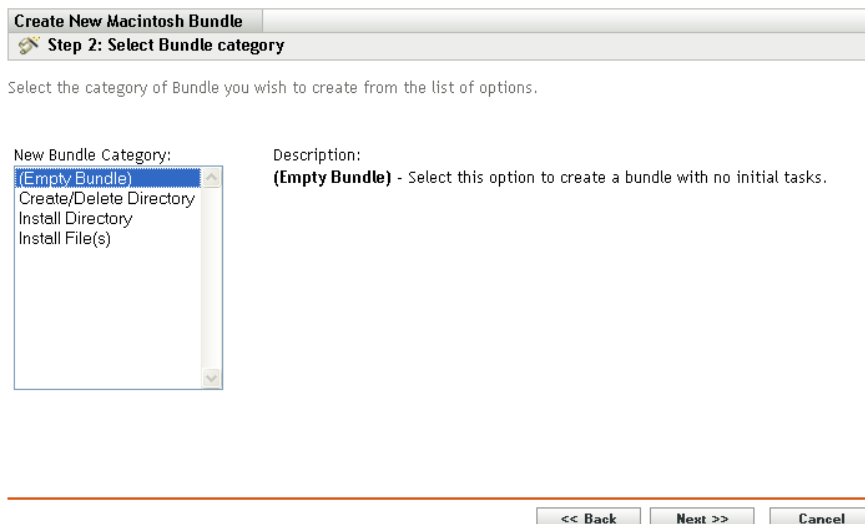 Create New Macintosh Bundle
Step 2: Select Bundle category
Select the category of Bundle you wish to create from the list of options.
New Bundle Category:
(Empty Bundle)
Create/Delete Directory
Install Directory
Install File(s)
Description:
(Empty Bundle) - Select this option to create a bundle with no initial tasks.
<< Back
Next >>
Cancel